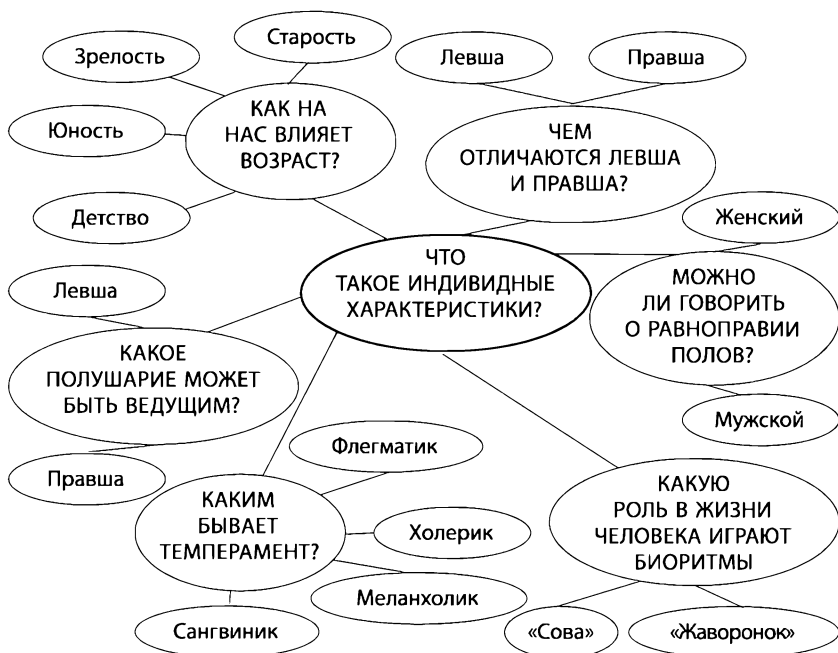 Старость
Зрелость
Левша
Правша
КАК НА
НАС ВЛИЯЕТ
ВОЗРАСТ?
Юность
ЧЕМ
ОТЛИЧАЮТСЯ ЛЕВША
И ПРАВША?
Детство
Женский
ЧТО
ТАКОЕ ИНДИВИДНЫЕ
ХАРАКТЕРИСТИКИ?
МОЖНО
ЛИ ГОВОРИТЬ
О РАВНОПРАВИИ
ПОЛОВ?
Левша
КАКОЕ
ПОЛУШАРИЕ МОЖЕТ
БЫТЬ ВЕДУЩИМ?
Мужской
Флегматик
Правша
КАКИМ
БЫВАЕТ
ТЕМПЕРАМЕНТ?
КАКУЮ
РОЛЬ В ЖИЗНИ
ЧЕЛОВЕКА ИГРАЮТ
БИОРИТМЫ
Холерик
Меланхолик
Сангвиник
«Сова»
«Жаворонок»